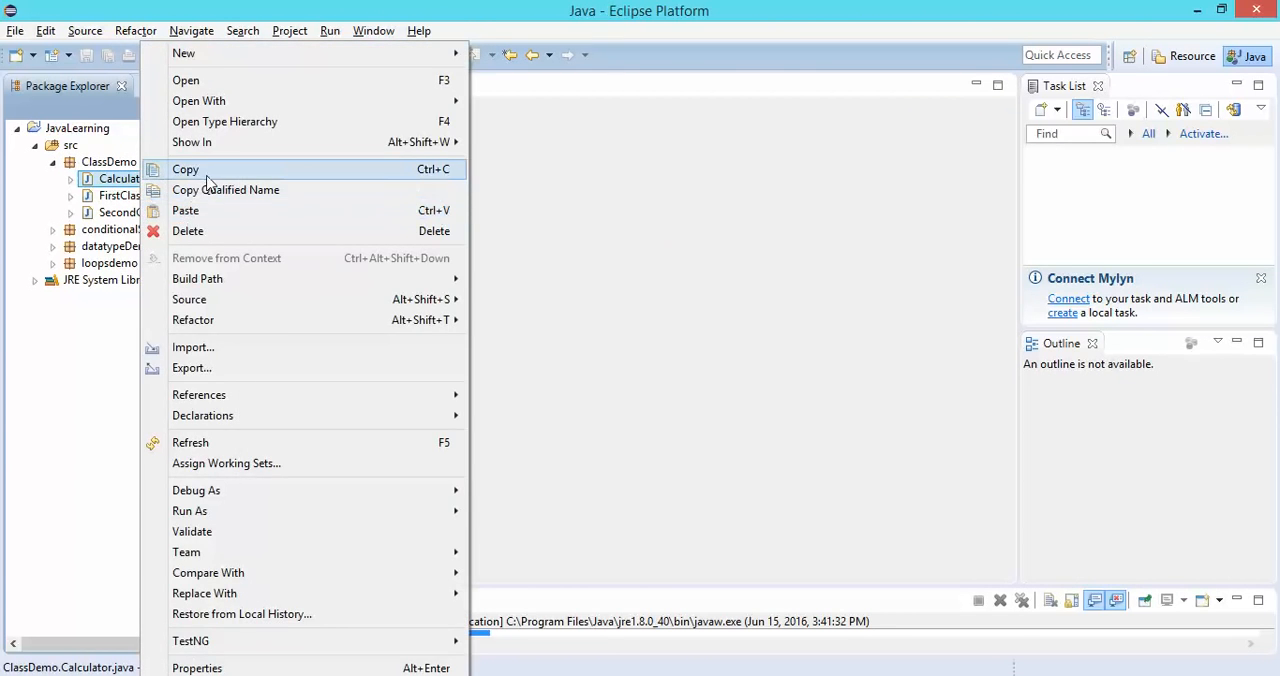 Java - Eclipse Platform
File Edit Source Refactor Navigate Search Project Run Window Help
Quick Access Resource Java
Package Explorer
JavaLearning
src
ClassDemo
Calculat
FirstClas
SecondC
conditionalS
datatypeDe
loopsdemo
JRE System Libr
New
Open F3
Open With
Open Type Hierarchy F4
Show In Alt+Shift+W
Copy Ctrl+C
Copy Qualified Name
Paste Ctrl+V
Delete Delete
Remove from Context Ctrl+Alt+Shift+Down
Build Path
Source Alt+Shift+S
Refactor Alt+Shift+T
Import...
Export...
References
Declarations
Refresh F5
Assign Working Sets...
Debug As
Run As
Validate
Team
Compare With
Replace With
Restore from Local History...
TestNG
Properties Alt+Enter
Task List
Find All Activate...
Connect Mylyn
Connect to your task and ALM tools or
create a local task.
Outline
An outline is not available.
cation] C:\Program Files\Java\jre1.8.0_40\bin\javaw.exe (Jun 15, 2016, 3:41:32 PM)
ClassDemo.Calculator.java -